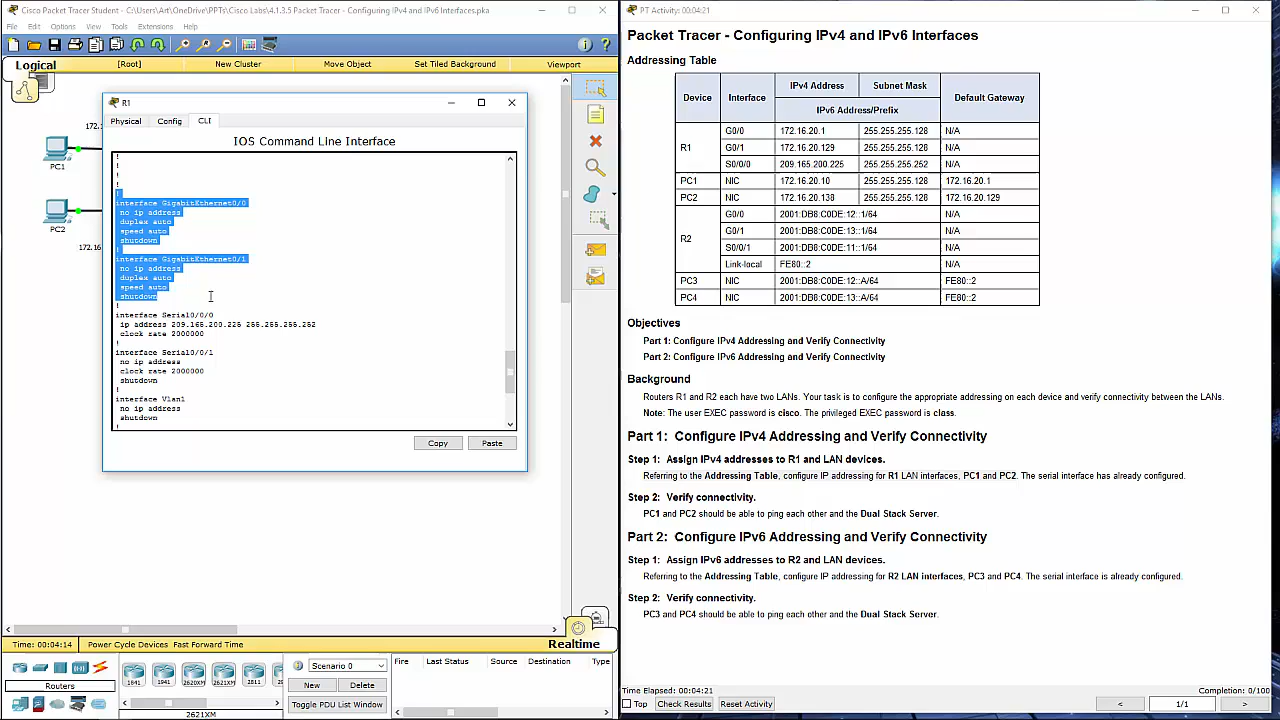 Cisco Packet Tracer Student - C:\Users\Art\OneDrive\PPTs\Cisco Labs\4.1.3.5 Packet Tracer - Configuring IPv4 and IPv6 Interfaces.pka
File Edit Options View Tools Extensions Help
Logical [Root] New Cluster Move Object Set Tiled Background Viewport
R1
Physical Config CLI
IOS Command Line Interface
172.
PC1
PC2
172.16
!
!
!
!
!
interface GigabitEthernet0/0
no ip address
duplex auto
speed auto
shutdown
!
interface GigabitEthernet0/1
no ip address
duplex auto
speed auto
shutdown
!
interface Serial0/0/0
ip address 209.165.200.225 255.255.255.252
clock rate 2000000
!
interface Serial0/0/1
no ip address
clock rate 2000000
shutdown
!
interface Vlan1
no ip address
shutdown
!
Copy Paste
Realtime
Time: 00:04:14 Power Cycle Devices Fast Forward Time
Routers
1841 1941 2620XM 2621XM 2811 29
2621XM
Scenario 0
New Delete
Toggle PDU List Window
Fire Last Status Source Destination Type
PT Activity: 00:04:21
Packet Tracer - Configuring IPv4 and IPv6 Interfaces
Addressing Table
Device Interface IPv4 Address Subnet Mask Default Gateway
IPv6 Address/Prefix
R1 G0/0 172.16.20.1 255.255.255.128 N/A
G0/1 172.16.20.129 255.255.255.128 N/A
S0/0/0 209.165.200.225 255.255.255.252 N/A
PC1 NIC 172.16.20.10 255.255.255.128 172.16.20.1
PC2 NIC 172.16.20.138 255.255.255.128 172.16.20.129
R2 G0/0 2001:DB8:C0DE:12::1/64 N/A
G0/1 2001:DB8:C0DE:13::1/64 N/A
S0/0/1 2001:DB8:C0DE:11::1/64 N/A
Link-local FE80::2 N/A
PC3 NIC 2001:DB8:C0DE:12::A/64 FE80::2
PC4 NIC 2001:DB8:C0DE:13::A/64 FE80::2
Objectives
Part 1: Configure IPv4 Addressing and Verify Connectivity
Part 2: Configure IPv6 Addressing and Verify Connectivity
Background
Routers R1 and R2 each have two LANs. Your task is to configure the appropriate addressing on each device and verify connectivity between the LANs.
Note: The user EXEC password is cisco. The privileged EXEC password is class.
Part 1: Configure IPv4 Addressing and Verify Connectivity
Step 1: Assign IPv4 addresses to R1 and LAN devices.
Referring to the Addressing Table, configure IP addressing for R1 LAN interfaces, PC1 and PC2. The serial interface has already configured.
Step 2: Verify connectivity.
PC1 and PC2 should be able to ping each other and the Dual Stack Server.
Part 2: Configure IPv6 Addressing and Verify Connectivity
Step 1: Assign IPv6 addresses to R2 and LAN devices.
Referring to the Addressing Table, configure IP addressing for R2 LAN interfaces, PC3 and PC4. The serial interface is already configured.
Step 2: Verify connectivity.
PC3 and PC4 should be able to ping each other and the Dual Stack Server.
Time Elapsed: 00:04:21 Completion: 0/100
Top Check Results Reset Activity < 1/1 >